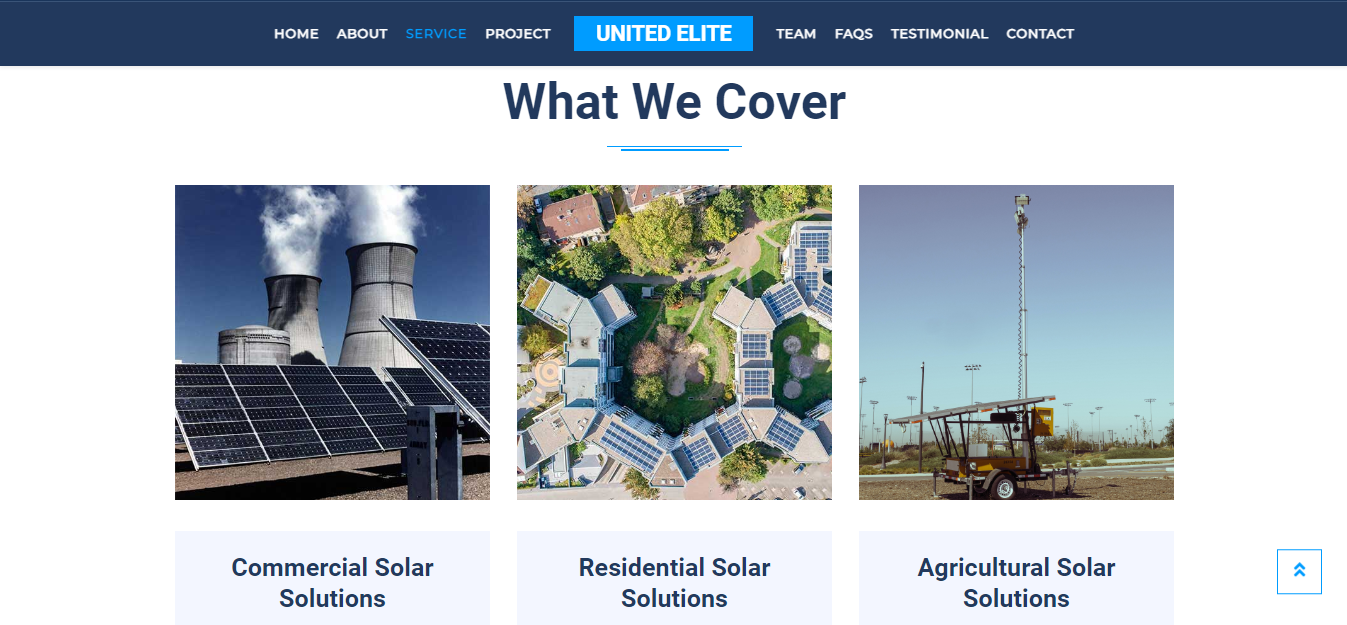 HOME ABOUT SERVICE PROJECT UNITED ELITE TEAM FAQS TESTIMONIAL CONTACT
What We Cover
Commercial Solar
Solutions
Residential Solar
Solutions
Agricultural Solar
Solutions